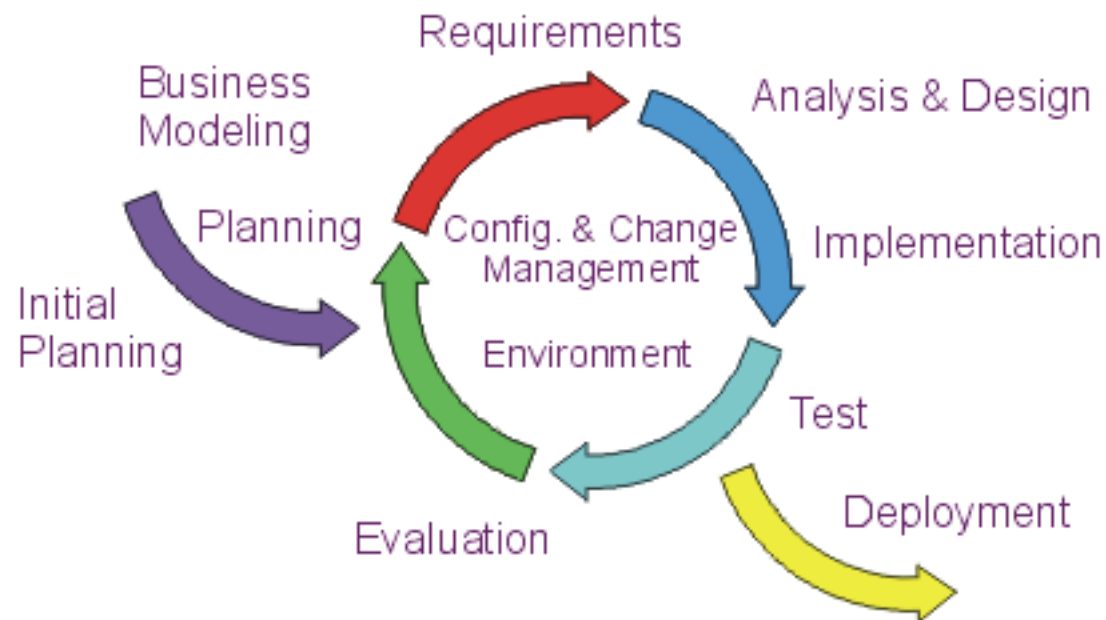 Requirements
Business
Modeling
Analysis & Design
Planning
Config. & Change
Management
Implementation
Initial
Planning
Environment
Test
Deployment
Evaluation